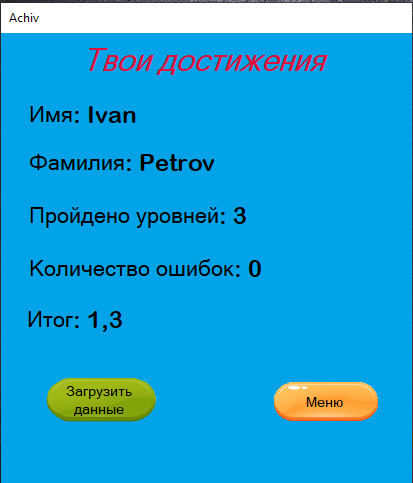 Achiv
Твои достижения
Имя: Ivan
Фамилия: Petrov
Пройдено уровней: 3
Количество ошибок: 0
Итог: 1,3
Загрузить
данные
Меню